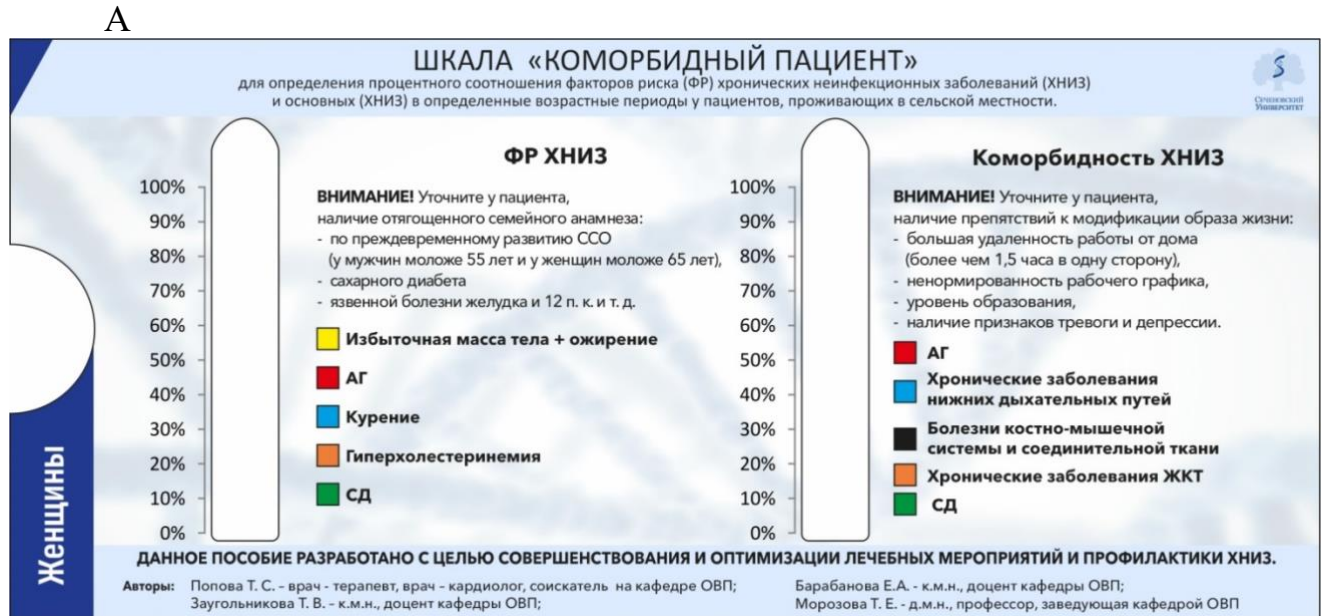 А
ШКАЛА «КОМОРБИДНЫЙ ПАЦИЕНТ»
для определения процентного соотношения факторов риска (ФР) хронических неинфекционных заболеваний (ХНИЗ)
и основных (ХНИЗ) в определенные возрастные периоды у пациентов, проживающих в сельской местности.
S
Сеченовский
Университет
Женщины
ФР ХНИЗ
100%
90%
80%
70%
60%
50%
40%
30%
20%
10%
0%
ВНИМАНИЕ! Уточните у пациента,
наличие отягощенного семейного анамнеза:
- по преждевременному развитию ССО
(у мужчин моложе 55 лет и у женщин моложе 65 лет),
- сахарного диабета
- язвенной болезни желудка и 12 п. к. и т. д.
Избыточная масса тела + ожирение
АГ
Курение
Гиперхолестеринемия
СД
Коморбидность ХНИЗ
100%
90%
80%
70%
60%
50%
40%
30%
20%
10%
0%
ВНИМАНИЕ! Уточните у пациента,
наличие препятствий к модификации образа жизни:
- большая удаленность работы от дома
(более чем 1,5 часа в одну сторону),
- ненормированность рабочего графика,
- уровень образования,
- наличие признаков тревоги и депрессии.
АГ
Хронические заболевания
нижних дыхательных путей
Болезни костно-мышечной
системы и соединительной ткани
Хронические заболевания ЖКТ
СД
ДАННОЕ ПОСОБИЕ РАЗРАБОТАНО С ЦЕЛЬЮ СОВЕРШЕНСТВОВАНИЯ И ОПТИМИЗАЦИИ ЛЕЧЕБНЫХ МЕРОПРИЯТИЙ И ПРОФИЛАКТИКИ ХНИЗ.
Авторы: Попова Т. С. – врач - терапевт, врач – кардиолог, соискатель на кафедре ОВП;
Заугольникова Т. В. – к.м.н., доцент кафедры ОВП;
Барабанова Е.А. - к.м.н., доцент кафедры ОВП;
Морозова Т. Е. - д.м.н., профессор, заведующая кафедрой ОВП